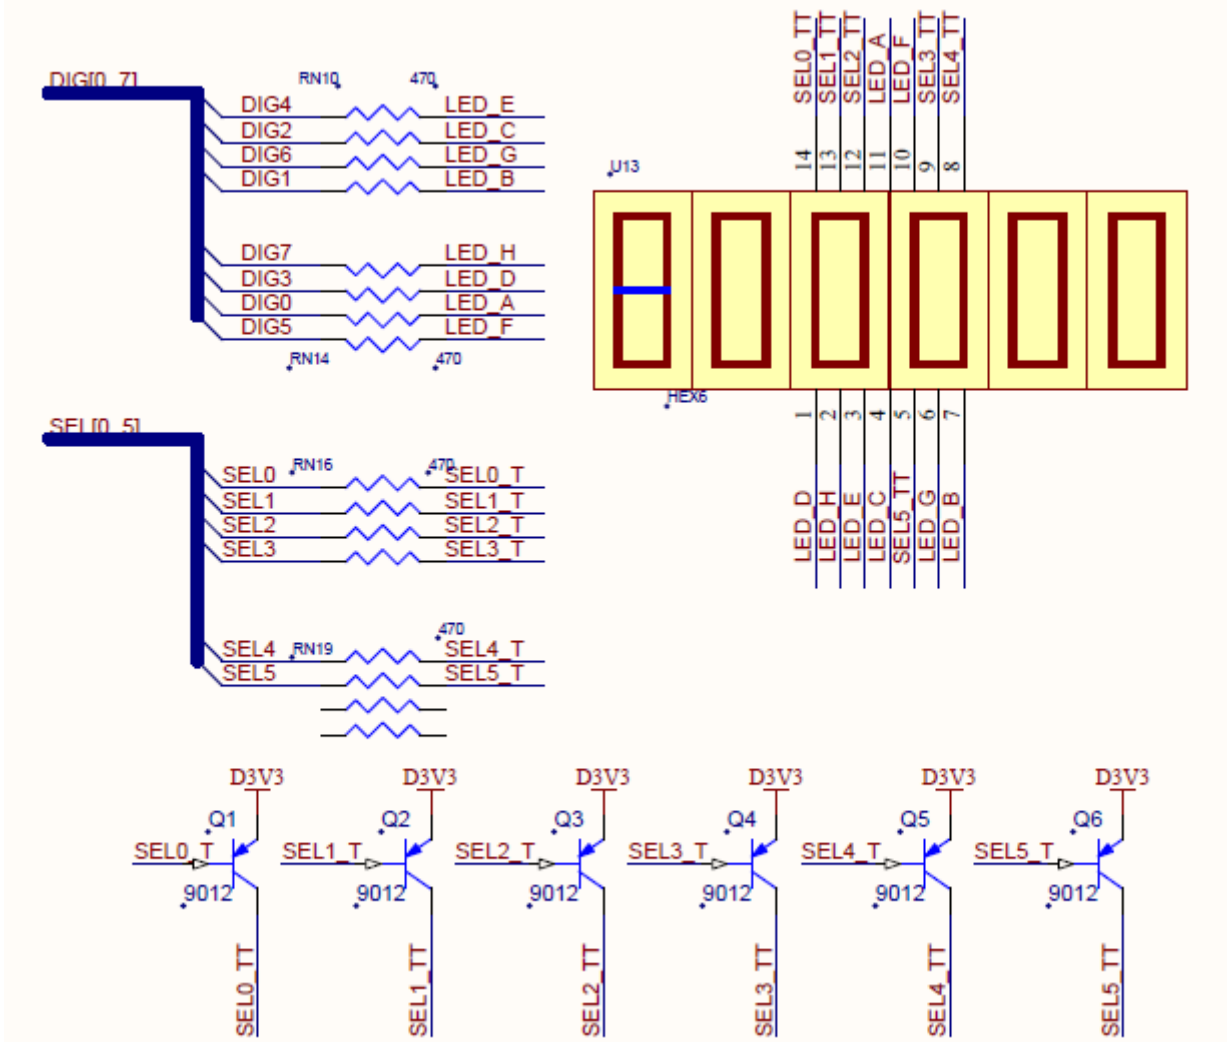 DIG[0..7]
RN10 470
DIG4 LED_E
DIG2 LED_C
DIG6 LED_G
DIG1 LED_B
DIG7 LED_H
DIG3 LED_D
DIG0 LED_A
DIG5 LED_F
RN14 470
SEL[0..5]
RN16 470
SEL0 SEL0_T
SEL1 SEL1_T
SEL2 SEL2_T
SEL3 SEL3_T
470
SEL4 RN19 SEL4_T
SEL5 SEL5_T
SEL0_TT SEL1_TT SEL2_TT LED_A LED_F SEL3_TT SEL4_TT
14 13 12 11 10 9 8
U13
HEX6
1 2 3 4 5 6 7
LED_D LED_H LED_E LED_C SEL5_TT LED_G LED_B
D3V3 D3V3 D3V3 D3V3 D3V3 D3V3
Q1 Q2 Q3 Q4 Q5 Q6
SEL0_T SEL1_T SEL2_T SEL3_T SEL4_T SEL5_T
9012 9012 9012 9012 9012 9012
SEL0_TT SEL1_TT SEL2_TT SEL3_TT SEL4_TT SEL5_TT